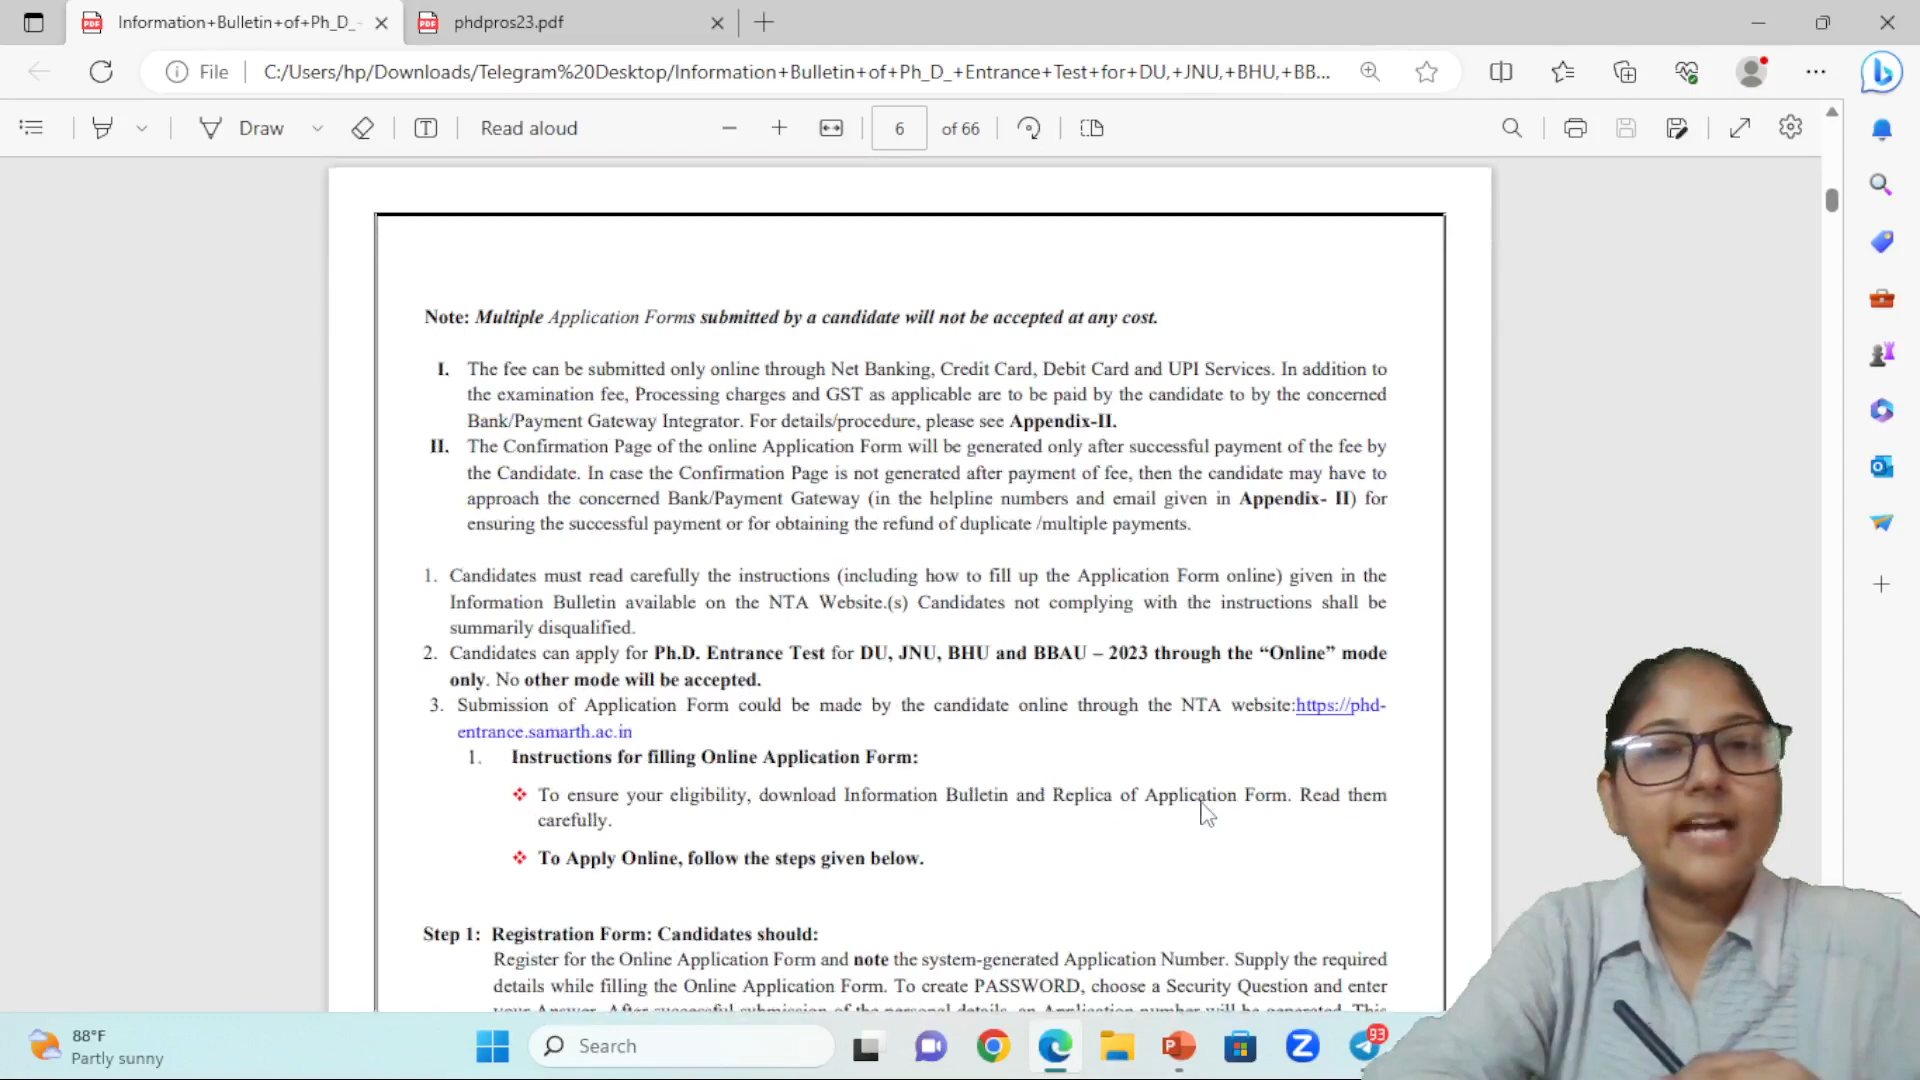 Information+Bulletin+of+Ph_D_-
phdpros23.pdf
File
C:/Users/hp/Downloads/Telegram%20Desktop/Information+Bulletin+of+Ph_D_+Entrance+Test+for+DU,+JNU,+BHU,+BB...
Draw
Read aloud
6
of 66
Note: Multiple Application Forms submitted by a candidate will not be accepted at any cost.
I. The fee can be submitted only online through Net Banking, Credit Card, Debit Card and UPI Services. In addition to
the examination fee, Processing charges and GST as applicable are to be paid by the candidate to by the concerned
Bank/Payment Gateway Integrator. For details/procedure, please see Appendix-II.
II. The Confirmation Page of the online Application Form will be generated only after successful payment of the fee by
the Candidate. In case the Confirmation Page is not generated after payment of fee, then the candidate may have to
approach the concerned Bank/Payment Gateway (in the helpline numbers and email given in Appendix- II) for
ensuring the successful payment or for obtaining the refund of duplicate /multiple payments.
1. Candidates must read carefully the instructions (including how to fill up the Application Form online) given in the
Information Bulletin available on the NTA Website.(s) Candidates not complying with the instructions shall be
summarily disqualified.
2. Candidates can apply for Ph.D. Entrance Test for DU, JNU, BHU and BBAU – 2023 through the “Online” mode
only. No other mode will be accepted.
3. Submission of Application Form could be made by the candidate online through the NTA website:https://phd-
entrance.samarth.ac.in
1. Instructions for filling Online Application Form:
❖ To ensure your eligibility, download Information Bulletin and Replica of Application Form. Read them
carefully.
❖ To Apply Online, follow the steps given below.
Step 1: Registration Form: Candidates should:
Register for the Online Application Form and note the system-generated Application Number. Supply the required
details while filling the Online Application Form. To create PASSWORD, choose a Security Question and enter
your Answer. After successful submission of the personal details, an Application number will be generated. This
88°F
Partly sunny
Search
93